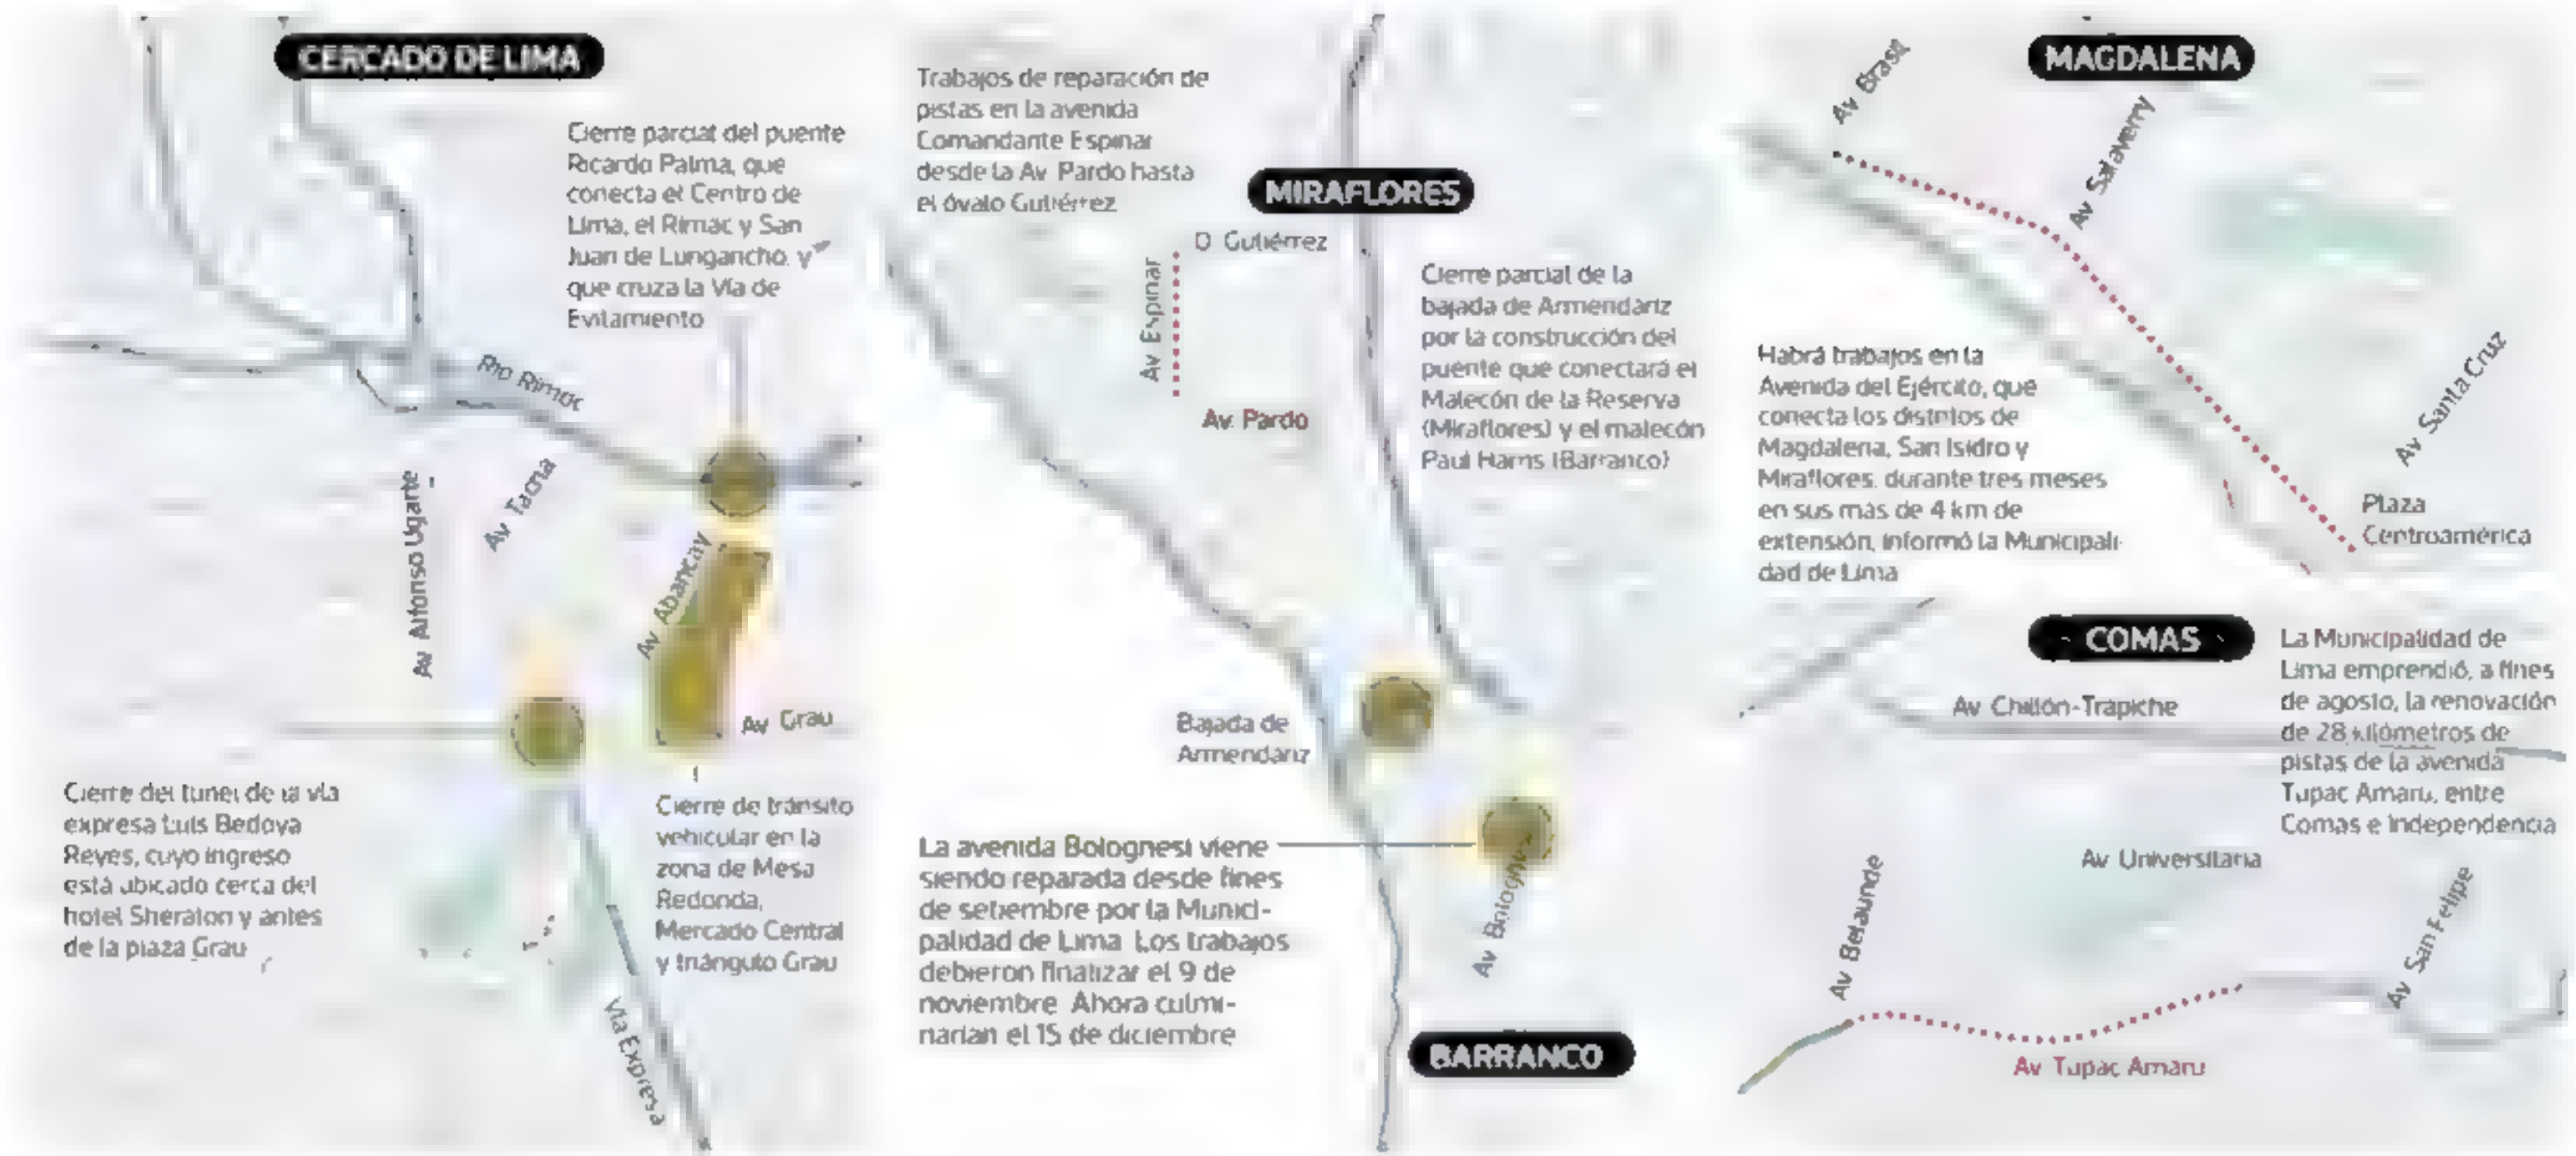 CERCADO DE LIMA
Cierre parcial del puente
Ricardo Palma, que
conecta el Centro de
Lima, el Rímac y San
Juan de Lurigancho, y
que cruza la Vía de
Evitamiento
Río Rímac
Av. Alfonso Ugarte
Av. Tacna
Av. Abancay
Av. Grau
Cierre del túnel de la vía
expresa Luis Bedoya
Reyes, cuyo ingreso
está ubicado cerca del
hotel Sheraton y antes
de la plaza Grau
Cierre de tránsito
vehicular en la
zona de Mesa
Redonda,
Mercado Central
y triángulo Grau
Vía Expresa
Trabajos de reparación de
pistas en la avenida
Comandante Espinar
desde la Av. Pardo hasta
el óvalo Gutiérrez
MIRAFLORES
O. Gutiérrez
Av. Espinar
Av. Pardo
Cierre parcial de la
bajada de Armendáriz
por la construcción del
puente que conectará el
Malecón de la Reserva
(Miraflores) y el malecón
Paul Harris (Barranco)
Bajada de
Armendáriz
La avenida Bolognesi viene
siendo reparada desde fines
de setiembre por la Munici-
palidad de Lima. Los trabajos
debieron finalizar el 9 de
noviembre. Ahora culmi-
narían el 15 de diciembre
Av. Bolognesi
BARRANCO
MAGDALENA
Av. Brasil
Av. Salaverry
Av. Santa Cruz
Habrá trabajos en la
Avenida del Ejército, que
conecta los distritos de
Magdalena, San Isidro y
Miraflores, durante tres meses
en sus más de 4 km de
extensión, informó la Municipali-
dad de Lima
Plaza
Centroamérica
COMAS
La Municipalidad de
Lima emprendió, a fines
de agosto, la renovación
de 28 kilómetros de
pistas de la avenida
Tupac Amaru, entre
Comas e Independencia
Av. Chillón-Trapiche
Av. Universitaria
Av. Belaunde
Av. San Felipe
Av. Tupac Amaru